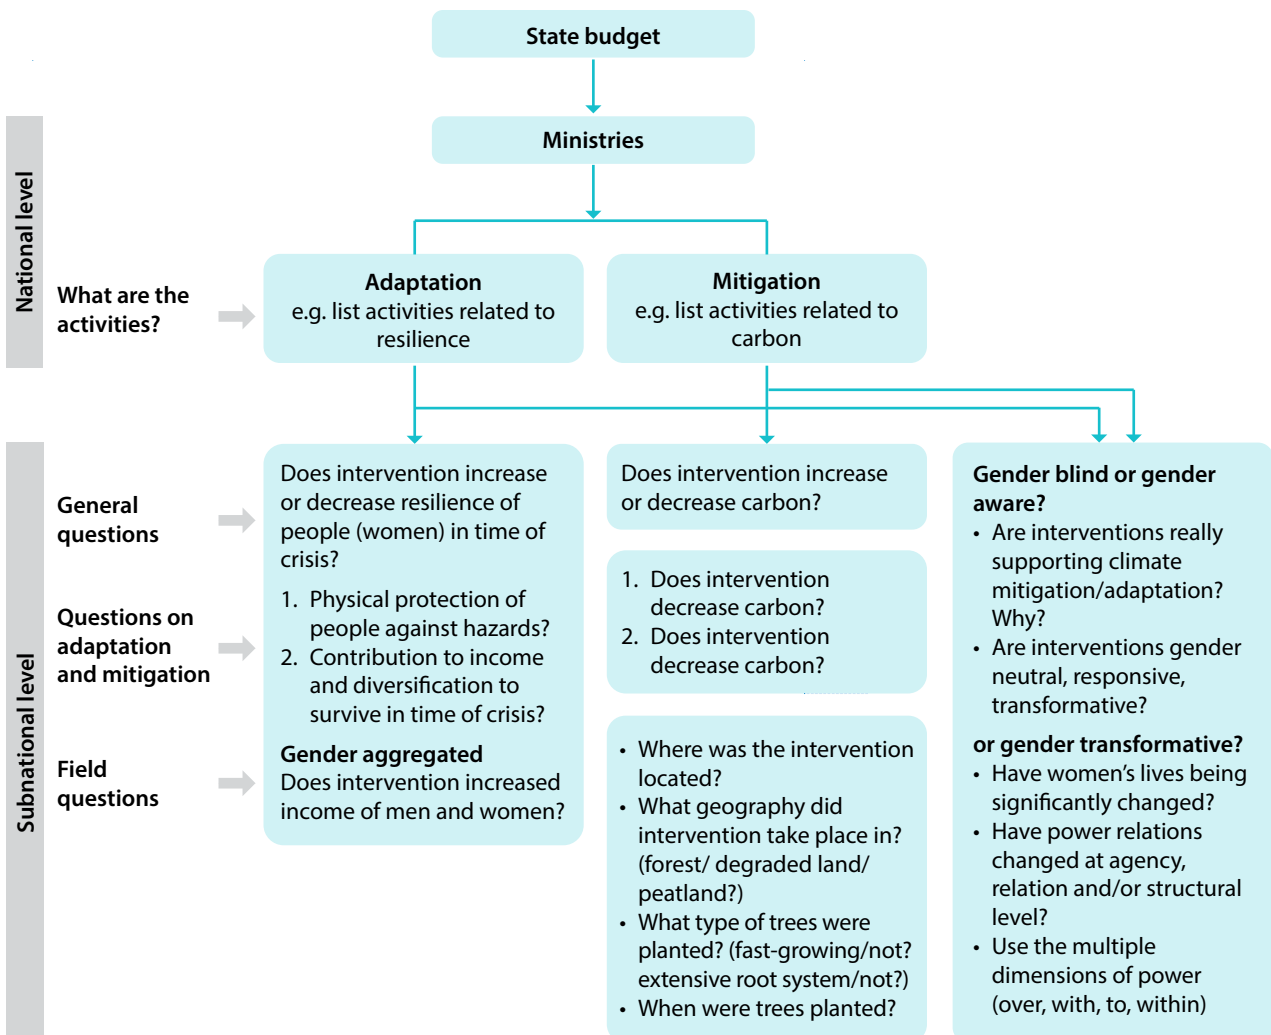 State budget
Ministries
National level
What are the
activities?
Adaptation
e.g. list activities related to
resilience
Mitigation
e.g. list activities related to
carbon
Subnational level
General
questions
Questions on
adaptation
and mitigation
Field
questions
Does intervention increase
or decrease resilience of
people (women) in time of
crisis?
1. Physical protection of
people against hazards?
2. Contribution to income
and diversification to
survive in time of crisis?
Gender aggregated
Does intervention increased
income of men and women?
Does intervention increase
or decrease carbon?
1. Does intervention
decrease carbon?
2. Does intervention
decrease carbon?
• Where was the intervention
located?
• What geography did
intervention take place in?
(forest/ degraded land/
peatland?)
• What type of trees were
planted? (fast-growing/not?
extensive root system/not?)
• When were trees planted?
Gender blind or gender
aware?
• Are interventions really
supporting climate
mitigation/adaptation?
Why?
• Are interventions gender
neutral, responsive,
transformative?
or gender transformative?
• Have women's lives being
significantly changed?
• Have power relations
changed at agency,
relation and/or structural
level?
• Use the multiple
dimensions of power
(over, with, to, within)